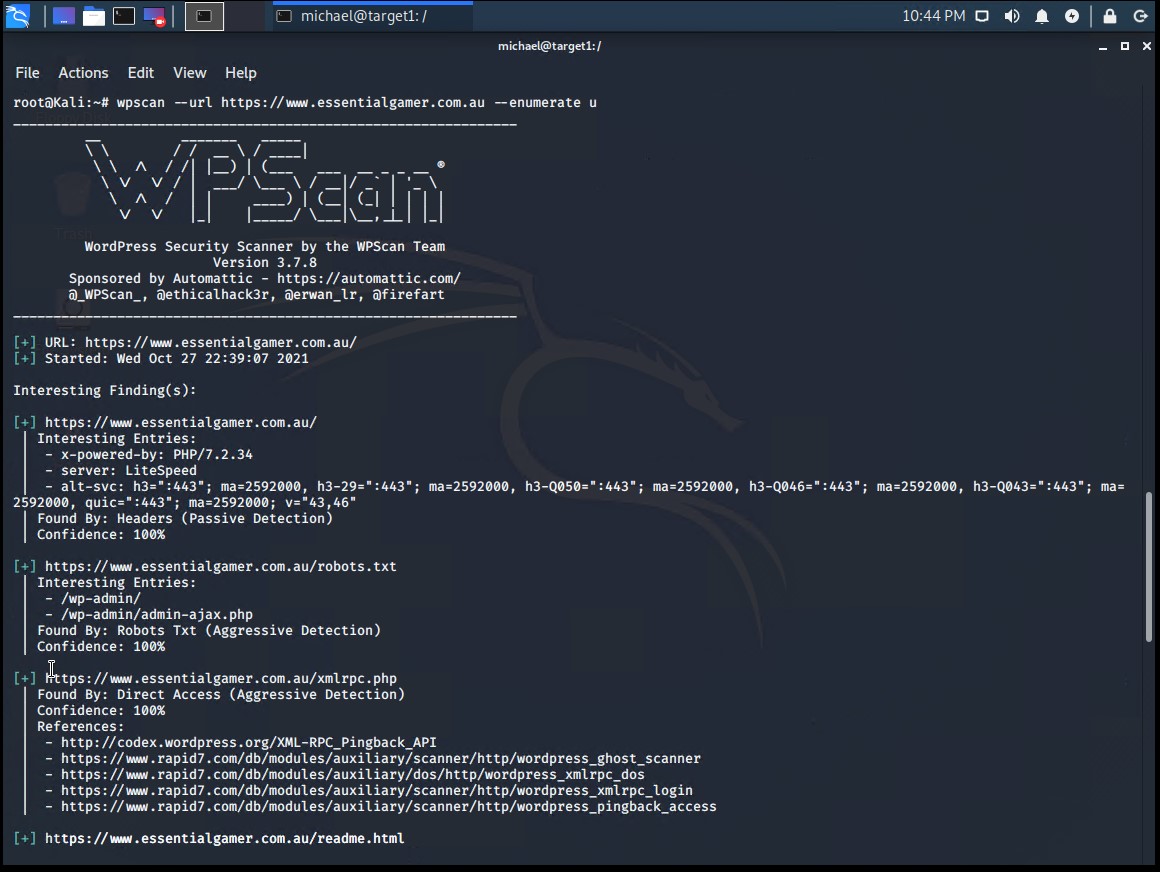 michael@target1: /
10:44 PM
michael@target1: /
File Actions Edit View Help
root@Kali:~# wpscan --url https://www.essentialgamer.com.au --enumerate u
WPScan ®
WordPress Security Scanner by the WPScan Team
Version 3.7.8
Sponsored by Automattic - https://automattic.com/
@_WPScan_, @ethicalhack3r, @erwan_lr, @firefart
[+] URL: https://www.essentialgamer.com.au/
[+] Started: Wed Oct 27 22:39:07 2021
Interesting Finding(s):
[+] https://www.essentialgamer.com.au/
| Interesting Entries:
| - x-powered-by: PHP/7.2.34
| - server: LiteSpeed
| - alt-svc: h3=":443"; ma=2592000, h3-29=":443"; ma=2592000, h3-Q050=":443"; ma=2592000, h3-Q046=":443"; ma=2592000, h3-Q043=":443"; ma=
2592000, quic=":443"; ma=2592000; v="43,46"
| Found By: Headers (Passive Detection)
| Confidence: 100%
[+] https://www.essentialgamer.com.au/robots.txt
| Interesting Entries:
| - /wp-admin/
| - /wp-admin/admin-ajax.php
| Found By: Robots Txt (Aggressive Detection)
| Confidence: 100%
[+] https://www.essentialgamer.com.au/xmlrpc.php
| Found By: Direct Access (Aggressive Detection)
| Confidence: 100%
| References:
| - http://codex.wordpress.org/XML-RPC_Pingback_API
| - https://www.rapid7.com/db/modules/auxiliary/scanner/http/wordpress_ghost_scanner
| - https://www.rapid7.com/db/modules/auxiliary/dos/http/wordpress_xmlrpc_dos
| - https://www.rapid7.com/db/modules/auxiliary/scanner/http/wordpress_xmlrpc_login
| - https://www.rapid7.com/db/modules/auxiliary/scanner/http/wordpress_pingback_access
[+] https://www.essentialgamer.com.au/readme.html